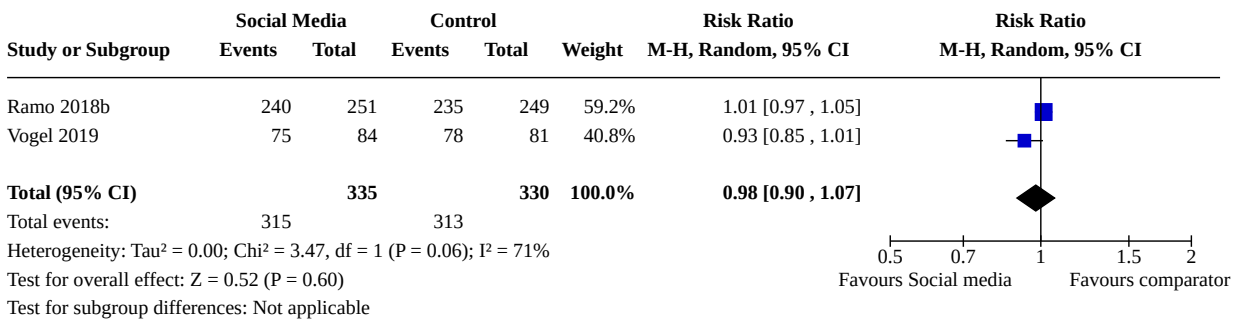 Social Media Control Risk Ratio Risk Ratio
Study or Subgroup Events Total Events Total Weight M-H, Random, 95% CI M-H, Random, 95% CI
Ramo 2018b 240 251 235 249 59.2% 1.01 [0.97 , 1.05]
Vogel 2019 75 84 78 81 40.8% 0.93 [0.85 , 1.01]
Total (95% CI) 335 330 100.0% 0.98 [0.90 , 1.07]
Total events: 315 313
Heterogeneity: Tau² = 0.00; Chi² = 3.47, df = 1 (P = 0.06); I² = 71%
0.5 0.7 1 1.5 2
Test for overall effect: Z = 0.52 (P = 0.60) Favours Social media Favours comparator
Test for subgroup differences: Not applicable